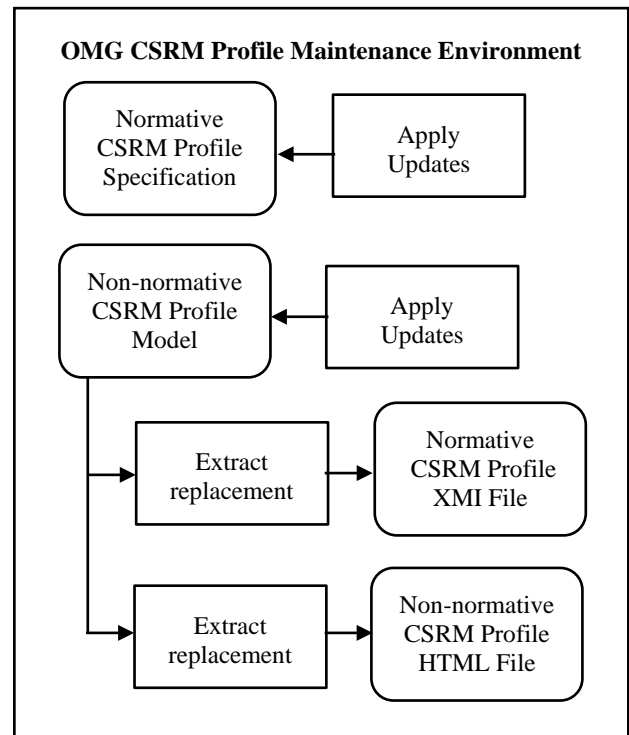 OMG CSRM Profile Maintenance Environment
Normative
CSRM Profile
Specification
Apply
Updates
Non-normative
CSRM Profile
Model
Apply
Updates
Extract
replacement
Normative
CSRM Profile
XMI File
Extract
replacement
Non-normative
CSRM Profile
HTML File